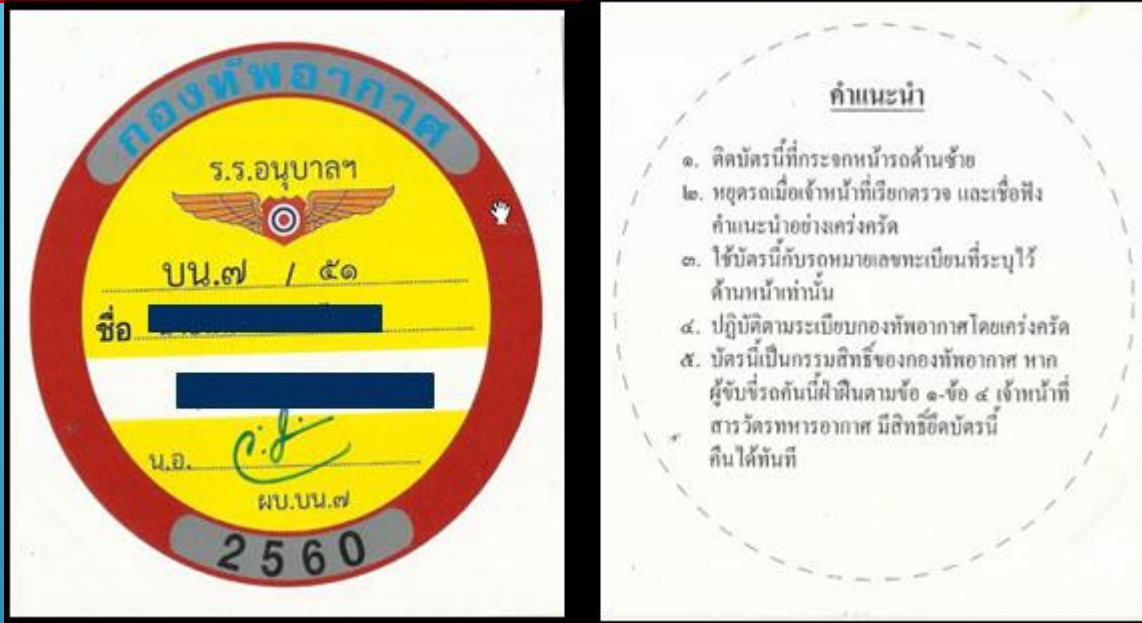 กองทัพอากาศ
ร.ร.อนุบาลฯ
บน.๗ / ๕๑
ชื่อ
น.อ.
ผบ.บน.๗
2560
คำแนะนำ
๑. ติดบัตรนี้ที่กระจกหน้ารถด้านซ้าย
๒. หยุดรถเมื่อเจ้าหน้าที่เรียกตรวจ และเชื่อฟัง
คำแนะนำอย่างเคร่งครัด
๓. ใช้บัตรนี้กับรถหมายเลขทะเบียนที่ระบุไว้
ด้านหน้าเท่านั้น
๔. ปฏิบัติตามระเบียบกองทัพอากาศโดยเคร่งครัด
๕. บัตรนี้เป็นกรรมสิทธิ์ของกองทัพอากาศ หาก
ผู้ขับขี่รถคันนี้ฝ่าฝืนตามข้อ ๑-ข้อ ๔ เจ้าหน้าที่
สารวัตรทหารอากาศ มีสิทธิ์ยึดบัตรนี้
คืนได้ทันที